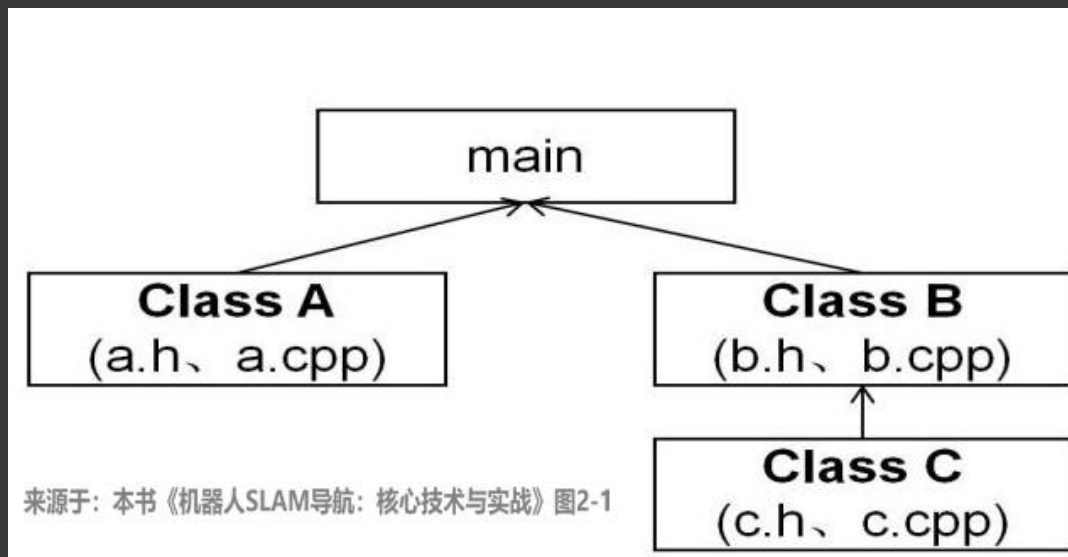 main
Class A
(a.h、a.cpp)
Class B
(b.h、b.cpp)
Class C
(c.h、c.cpp)
来源于：本书《机器人SLAM导航：核心技术与实战》图2-1